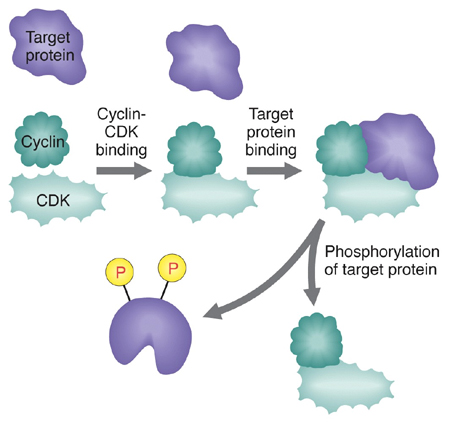 Target
protein
Cyclin
CDK
Cyclin-
CDK
binding
Target
protein
binding
Phosphorylation
of target protein
P
P